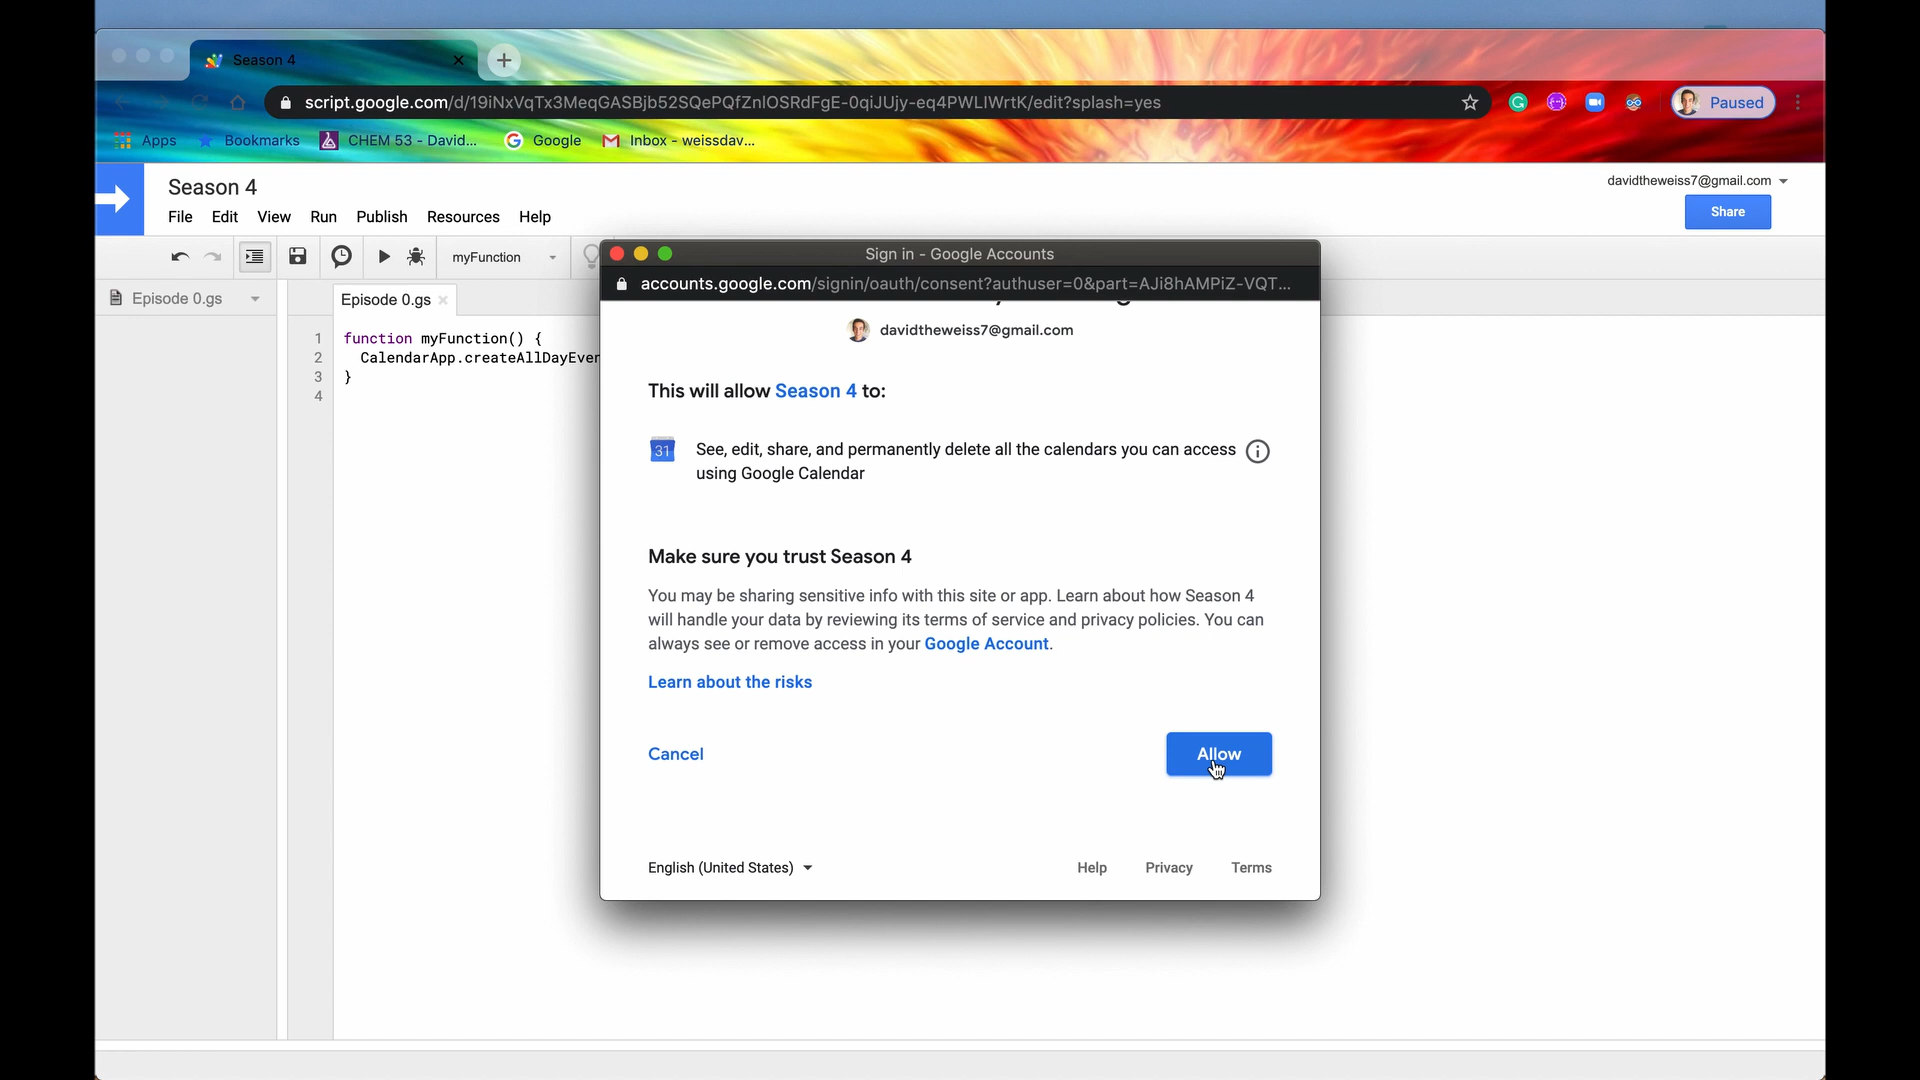 Season 4
script.google.com/d/19iNxVqTx3MeqGASBjb52SQePQfZnlOSRdFgE-0qiJUjy-eq4PWLIWrtK/edit?splash=yes
Paused
Apps
Bookmarks
CHEM 53 - David...
Google
Inbox - weissdav...
Season 4
davidtheweiss7@gmail.com
File Edit View Run Publish Resources Help
Share
myFunction
Sign in - Google Accounts
accounts.google.com/signin/oauth/consent?authuser=0&part=AJi8hAMPiZ-VQT...
Episode 0.gs
Episode 0.gs
1 function myFunction() {
2 CalendarApp.createAllDayEven
3 }
4
davidtheweiss7@gmail.com
This will allow Season 4 to:
31
See, edit, share, and permanently delete all the calendars you can access
using Google Calendar
Make sure you trust Season 4
You may be sharing sensitive info with this site or app. Learn about how Season 4
will handle your data by reviewing its terms of service and privacy policies. You can
always see or remove access in your Google Account.
Learn about the risks
Cancel
Allow
English (United States)
Help Privacy Terms